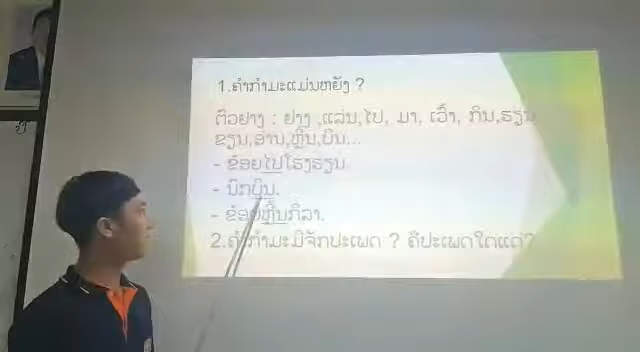 1.ຄຳກຳມະແມ່ນຫຍັງ ?
ຕົວຢ່າງ : ຢ່າງ ,ແລ່ນ,ໄປ, ມາ, ເວົ້າ, ກິນ,ຮຽນ
ຂຽນ,ອ່ານ,ຫຼິ້ນ,ບິນ...
- ຂ້ອຍໄປໂຮງຮຽນ
- ນົກບິນ.
- ຂ້ອຍຫຼິ້ນກິລາ.
2.ຄຳກຳມະມີຈັກປະເພດ ? ຄືປະເພດໃດແດ່?